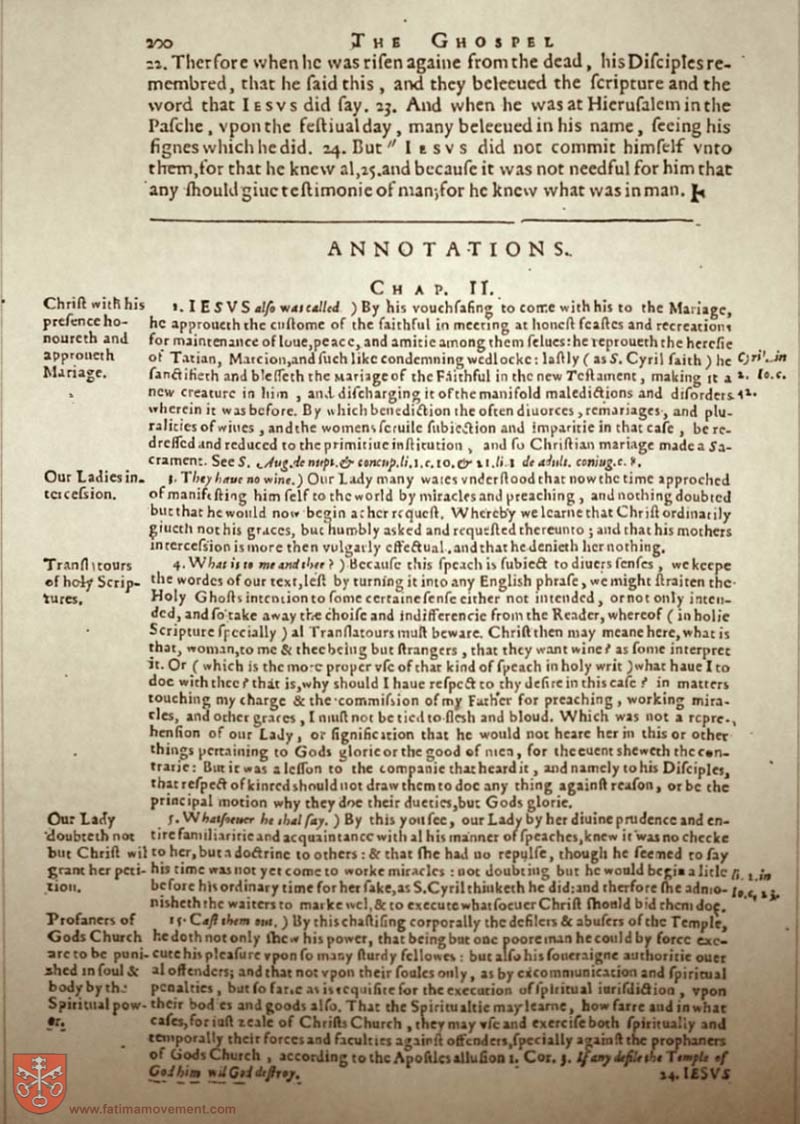 200
THE GHOSPEL
22. Therfore when he was risen againe from the dead, his Disciples re-
membred, that he said this, and they beleeued the scripture and the
word that IESVS did say. 23. And when he was at Hierusalem in the
Pasche, vpon the festiual day, many beleeued in his name, seeing his
signes which he did. 24. But" IESVS did not commit himself vnto
them, for that he knew al, 25. and because it was not needful for him that
any should giue testimonie of man; for he knew what was in man.
ANNOTATIONS.
CHAP. II.
Christ with his
presence ho-
noureth and
approueth
Mariage.
1. IESVS also was called ) By his vouchsafing to come with his to the Mariage,
he approueth the custome of the faithful in meeting at honest feastes and recreations
for maintenance of loue, peace, and amitie among them selues: he reproueth the heresie
of Tatian, Marcion, and such like condemning wedlocke: lastly ( as S. Cyril saith ) he
sanctifieth and blesseth the Mariage of the Faithful in the new Testament, making it a
new creature in him , and discharging it of the manifold maledictions and disorders
wherein it was before. By which benediction the often diuorces, remariages, and plu-
ralities of wiues , and the womens seruile subiection and imparitie in that case , be re-
dressed and reduced to the primitiue institution , and so Christian mariage made a Sa-
crament. See S. Aug. de nupt. & concup. li. 1. c. 10. & 21. li. 1 de adult. coniug. c. 8.
Cyril. in
2. Io. c.
Our Ladies in-
tercession.
3. They haue no wine. ) Our Lady many waies vnderstood that now the time approched
of manifesting him self to the world by miracles and preaching , and nothing doubted
but that he would now begin at her request. Whereby we learne that Christ ordinarily
giueth not his graces, but humbly asked and requested thereunto ; and that his mothers
intercession is more then vulgarly effectual, and that he denieth her nothing.
Translatours
of holy Scrip-
tures.
4. What is to me and thee ? ) Because this speach is subiect to diuers senses , we keepe
the wordes of our text, lest by turning it into any English phrase, we might straiten the
Holy Ghosts intention to some certaine sense either not intended , or not only inten-
ded, and so take away the choise and indifferencie from the Reader, whereof ( in holie
Scripture specially ) al Translatours must beware. Christ then may meane here, what is
that, woman, to me & thee being but strangers , that they want wine? as some interpret
it. Or ( which is the more proper vse of that kind of speach in holy writ ) what haue I to
doe with thee? that is, why should I haue respect to thy desire in this case? in matters
touching my charge & the commission of my Father for preaching , working mira-
cles, and other graces , I must not be tied to flesh and bloud. Which was not a repre-
hension of our Lady , or signification that he would not heare her in this or other
things pertaining to Gods glorie or the good of men , for the euent sheweth the con-
trarie: But it was a lesson to the companie that heard it , and namely to his Disciples,
that respect of kinred should not draw them to doe any thing against reason, or be the
principal motion why they doe their dueties, but Gods glorie.
Our Lady
doubteth not
but Christ wil
grant her peti-
tion.
5. Whatsoeuer he shal say. ) By this you see, our Lady by her diuine prudence and en-
tire familiaritie and acquaintance with al his manner of speaches, knew it was no checke
to her, but a doctrine to others: & that she had no repulse, though he seemed to say
his time was not yet come to worke miracles : not doubting but he would begin a litle
before his ordinary time for her sake, as S. Cyril thinketh he did: and therfore she admo-
nisheth the waiters to marke wel, & to execute whatsoeuer Christ should bid them doe.
li. 2. in
Io. c. 23.
Profaners of
Gods Church
are to be puni-
shed in soul &
body by the
Spiritual pow-
er.
15. Cast them out. ) By this chastising corporally the defilers & abusers of the Temple,
he doth not only shew his power, that being but one poore man he could by force exe-
cute his pleasure vpon so many sturdy fellowes : but also his soueraigne authoritie ouer
al offenders; and that not vpon their soules only , as by excommunication and spiritual
penalties , but so farre as is requisite for the execution of spiritual iurisdiction , vpon
their bodies and goods also. That the Spiritualtie may learne , how farre and in what
cases, for iust zeale of Christs Church , they may vse and exercise both spiritually and
temporally their forces and faculties against offenders, specially against the prophaners
of Gods Church , according to the Apostles allusion 1. Cor. 3. If any defile the Temple of
God him wil God destroy.
24. IESVS
www.fatimamovement.com